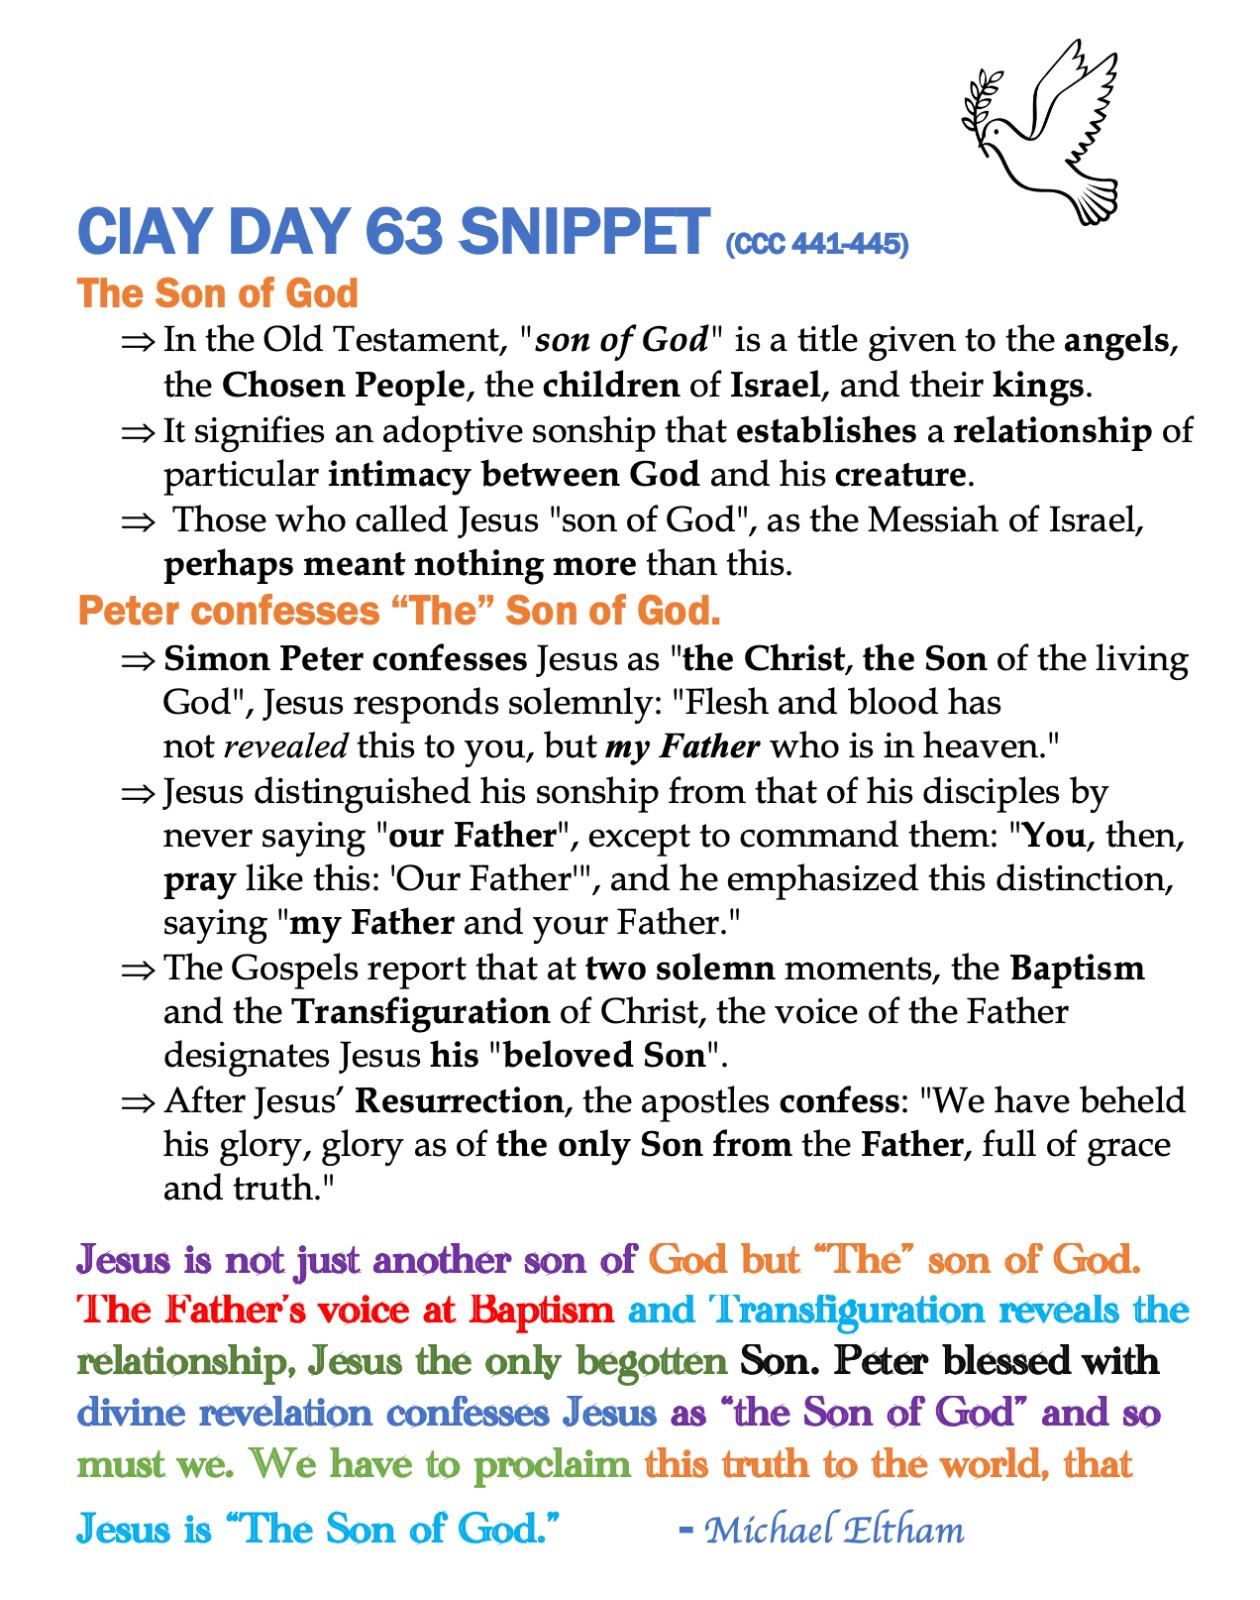 CIAY DAY 63 SNIPPET (CCC 441-445)
The Son of God
⇒ In the Old Testament, "son of God" is a title given to the angels,
the Chosen People, the children of Israel, and their kings.
⇒ It signifies an adoptive sonship that establishes a relationship of
particular intimacy between God and his creature.
⇒ Those who called Jesus "son of God", as the Messiah of Israel,
perhaps meant nothing more than this.
Peter confesses “The” Son of God.
⇒ Simon Peter confesses Jesus as "the Christ, the Son of the living
God", Jesus responds solemnly: "Flesh and blood has
not revealed this to you, but my Father who is in heaven."
⇒ Jesus distinguished his sonship from that of his disciples by
never saying "our Father", except to command them: "You, then,
pray like this: 'Our Father'", and he emphasized this distinction,
saying "my Father and your Father."
⇒ The Gospels report that at two solemn moments, the Baptism
and the Transfiguration of Christ, the voice of the Father
designates Jesus his "beloved Son".
⇒ After Jesus’ Resurrection, the apostles confess: "We have beheld
his glory, glory as of the only Son from the Father, full of grace
and truth."
Jesus is not just another son of God but “The” son of God.
The Father’s voice at Baptism and Transfiguration reveals the
relationship, Jesus the only begotten Son. Peter blessed with
divine revelation confesses Jesus as “the Son of God” and so
must we. We have to proclaim this truth to the world, that
Jesus is “The Son of God.” - Michael Eltham